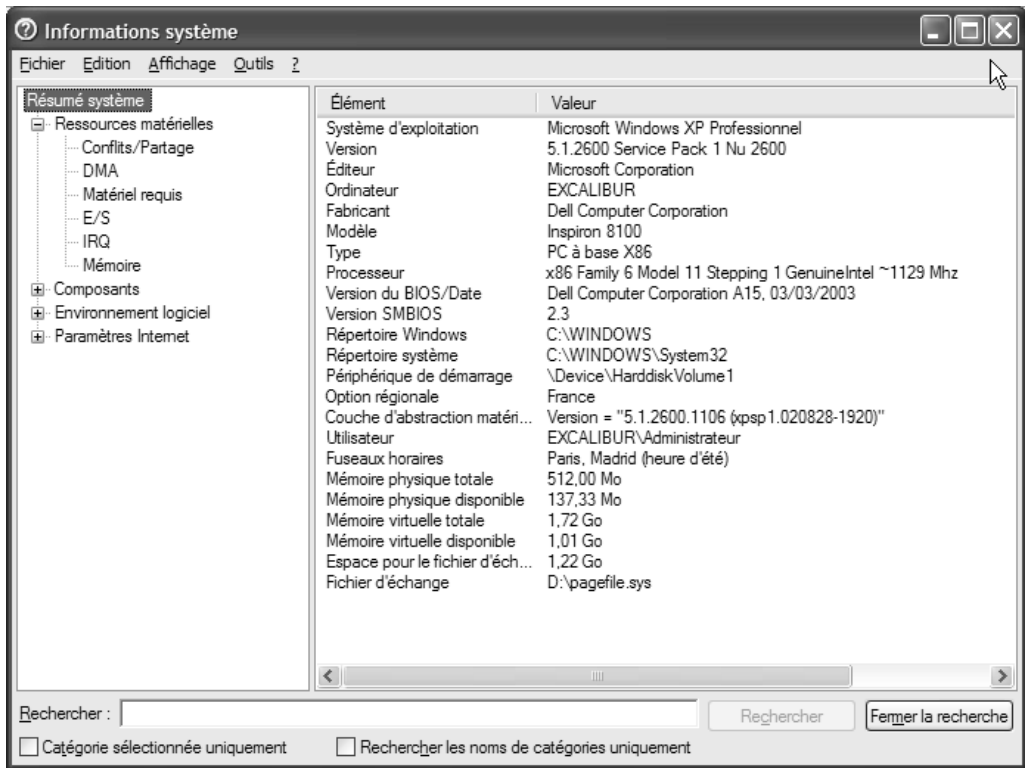 Informations système
Fichier Edition Affichage Outils ?
Résumé système
Ressources matérielles
Conflits/Partage
DMA
Matériel requis
E/S
IRQ
Mémoire
Composants
Environnement logiciel
Paramètres Internet
Élément Valeur
Système d'exploitation Microsoft Windows XP Professionnel
Version 5.1.2600 Service Pack 1 Nu 2600
Éditeur Microsoft Corporation
Ordinateur EXCALIBUR
Fabricant Dell Computer Corporation
Modèle Inspiron 8100
Type PC à base X86
Processeur x86 Family 6 Model 11 Stepping 1 GenuineIntel ~1129 Mhz
Version du BIOS/Date Dell Computer Corporation A15, 03/03/2003
Version SMBIOS 2.3
Répertoire Windows C:\WINDOWS
Répertoire système C:\WINDOWS\System32
Périphérique de démarrage \Device\HarddiskVolume1
Option régionale France
Couche d'abstraction matéri... Version = "5.1.2600.1106 (xpsp1.020828-1920)"
Utilisateur EXCALIBUR\Administrateur
Fuseaux horaires Paris, Madrid (heure d'été)
Mémoire physique totale 512,00 Mo
Mémoire physique disponible 137,33 Mo
Mémoire virtuelle totale 1,72 Go
Mémoire virtuelle disponible 1,01 Go
Espace pour le fichier d'éch... 1,22 Go
Fichier d'échange D:\pagefile.sys
Rechercher : Rechercher Fermer la recherche
Catégorie sélectionnée uniquement Rechercher les noms de catégories uniquement